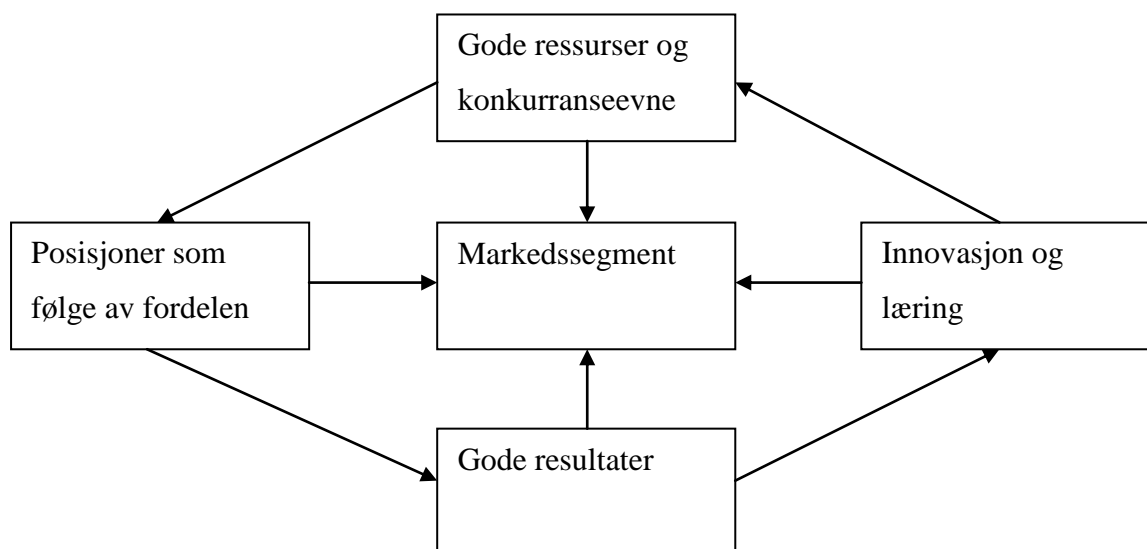 Gode ressurser og
konkurranseevne
Posisjoner som
følge av fordelen
Markedssegment
Innovasjon og
læring
Gode resultater